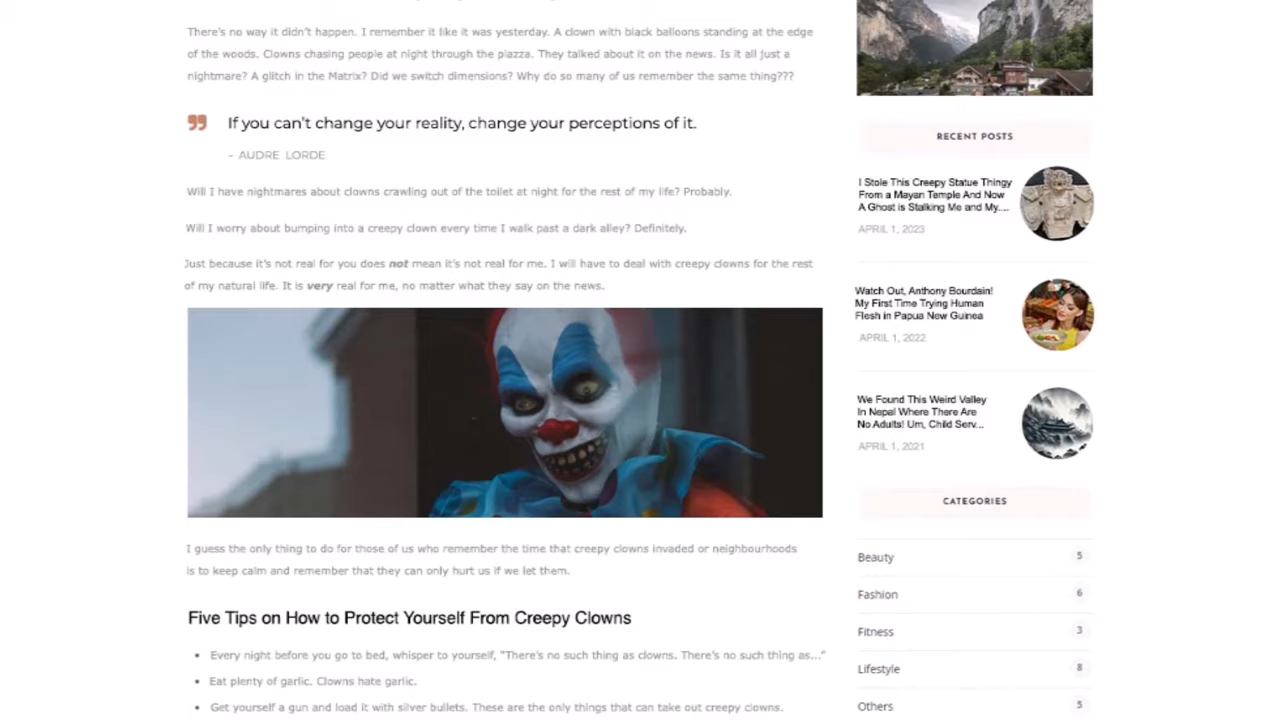 There's no way it didn't happen. I remember it like it was yesterday. A clown with black balloons standing at the edge
of the woods. Clowns chasing people at night through the plazza. They talked about it on the news. Is it all just a
nightmare? A glitch in the Matrix? Did we switch dimensions? Why do so many of us remember the same thing???
If you can't change your reality, change your perceptions of it.
- AUDRE LORDE
Will I have nightmares about clowns crawling out of the toilet at night for the rest of my life? Probably.
Will I worry about bumping into a creepy clown every time I walk past a dark alley? Definitely.
Just because it's not real for you does not mean it's not real for me. I will have to deal with creepy clowns for the rest
of my natural life. It is very real for me, no matter what they say on the news.
I guess the only thing to do for those of us who remember the time that creepy clowns invaded or neighbourhoods
is to keep calm and remember that they can only hurt us if we let them.
Five Tips on How to Protect Yourself From Creepy Clowns
• Every night before you go to bed, whisper to yourself, "There's no such thing as clowns. There's no such thing as..."
• Eat plenty of garlic. Clowns hate garlic.
• Get yourself a gun and load it with silver bullets. These are the only things that can take out creepy clowns.
RECENT POSTS
I Stole This Creepy Statue Thingy
From a Mayan Temple And Now
A Ghost is Stalking Me and My....
APRIL 1, 2023
Watch Out, Anthony Bourdain!
My First Time Trying Human
Flesh in Papua New Guinea
APRIL 1, 2022
We Found This Weird Valley
In Nepal Where There Are
No Adults! Um, Child Serv...
APRIL 1, 2021
CATEGORIES
Beauty 5
Fashion 6
Fitness 3
Lifestyle 8
Others 5